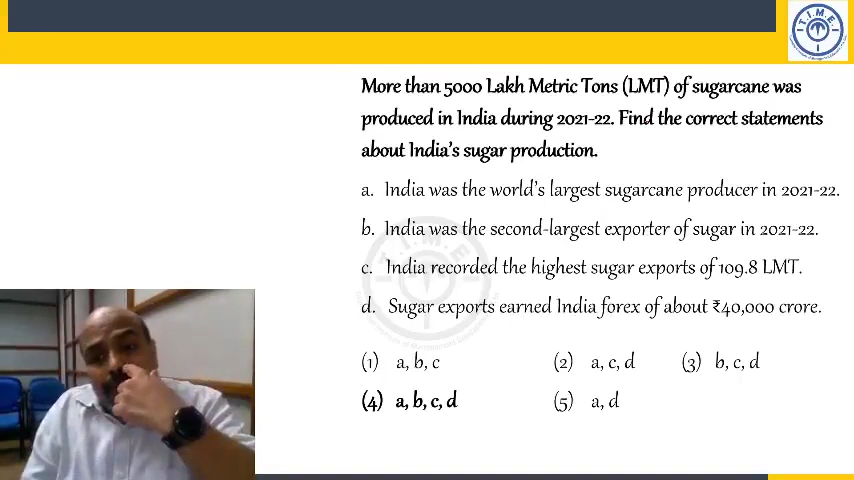 T.I.M.E.
More than 5000 Lakh Metric Tons (LMT) of sugarcane was
produced in India during 2021-22. Find the correct statements
about India's sugar production.
a. India was the world's largest sugarcane producer in 2021-22.
b. India was the second-largest exporter of sugar in 2021-22.
c. India recorded the highest sugar exports of 109.8 LMT.
d. Sugar exports earned India forex of about ₹40,000 crore.
(1) a, b, c (2) a, c, d (3) b, c, d
(4) a, b, c, d (5) a, d